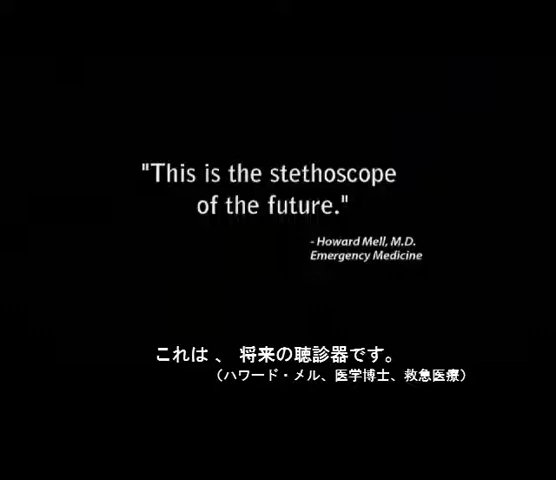 "This is the stethoscope
of the future."
- Howard Mell, M.D.
Emergency Medicine
これは 、 将来の聴診器です。
（ハワード・メル、医学博士、救急医療）